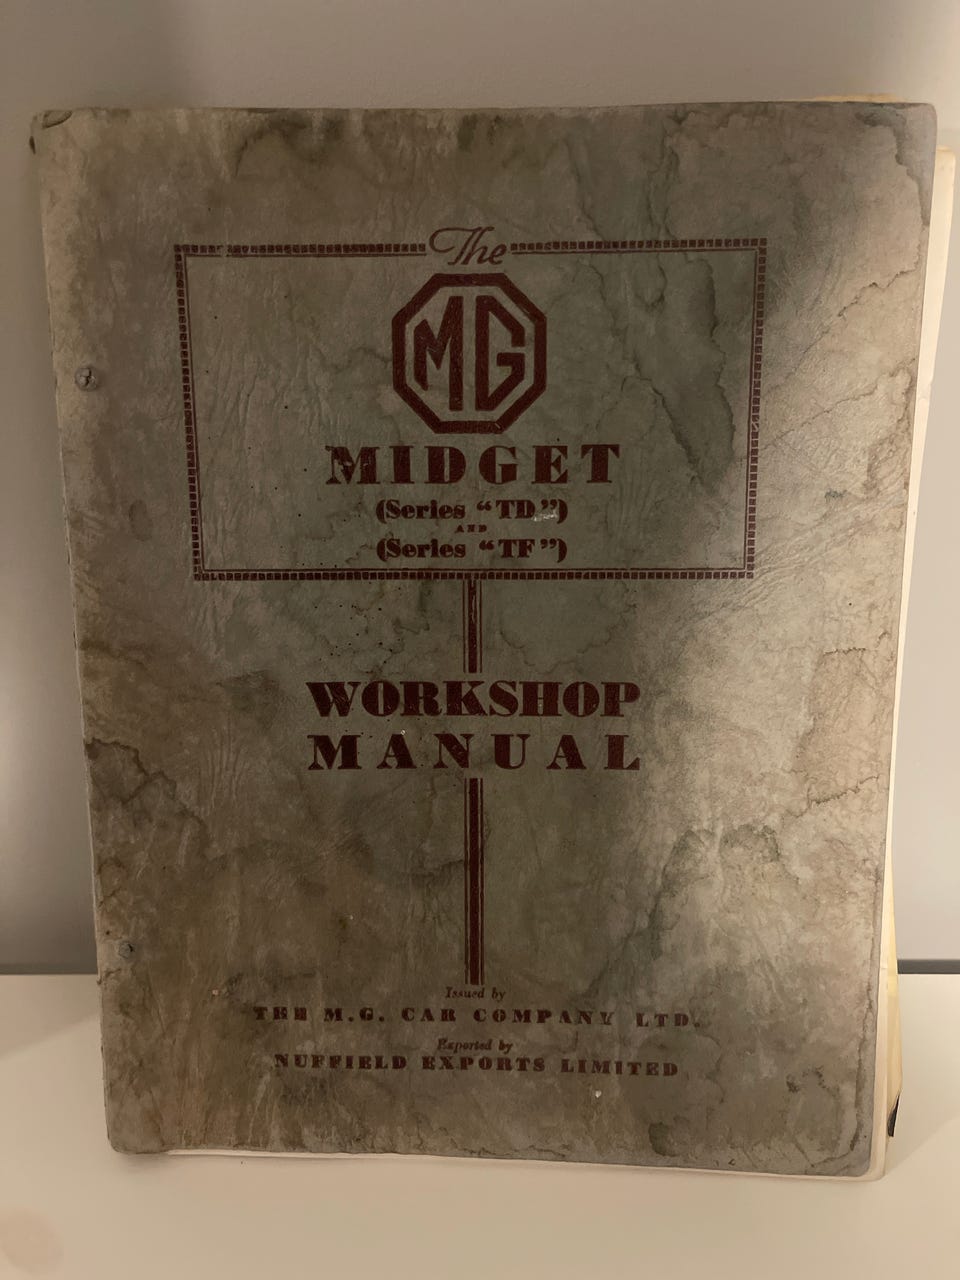 The
MG
MIDGET
(Series “TD”)
AND
(Series “TF”)
WORKSHOP
MANUAL
Issued by
THE M.G. CAR COMPANY LTD.
Exported by
NUFFIELD EXPORTS LIMITED